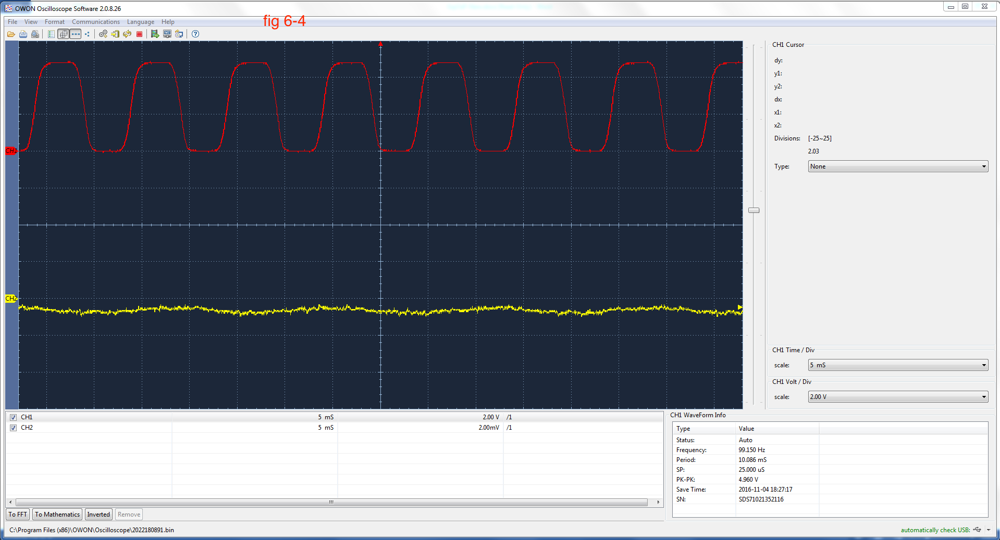 OWON Oscilloscope Software 2.0.8.26
File View Format Communications Language Help
fig 6-4
CH1
CH2
CH1 Cursor
dy:
y1:
y2:
dx:
x1:
x2:
Divisions: [-25~25]
2.03
Type: None
CH1 Time / Div
scale: 5 mS
CH1 Volt / Div
scale: 2.00 V
CH1 5 mS 2.00 V /1
CH2 5 mS 2.00mV /1
CH1 WaveForm Info
Type Value
Status: Auto
Frequency: 99.150 Hz
Period: 10.086 mS
SP: 25.000 uS
PK-PK: 4.960 V
Save Time: 2016-11-04 18:27:17
SN: SDS71021352116
To FFT To Mathematics Inverted Remove
C:\Program Files (x86)\OWON\Oscilloscope\2022180891.bin
automatically check USB: